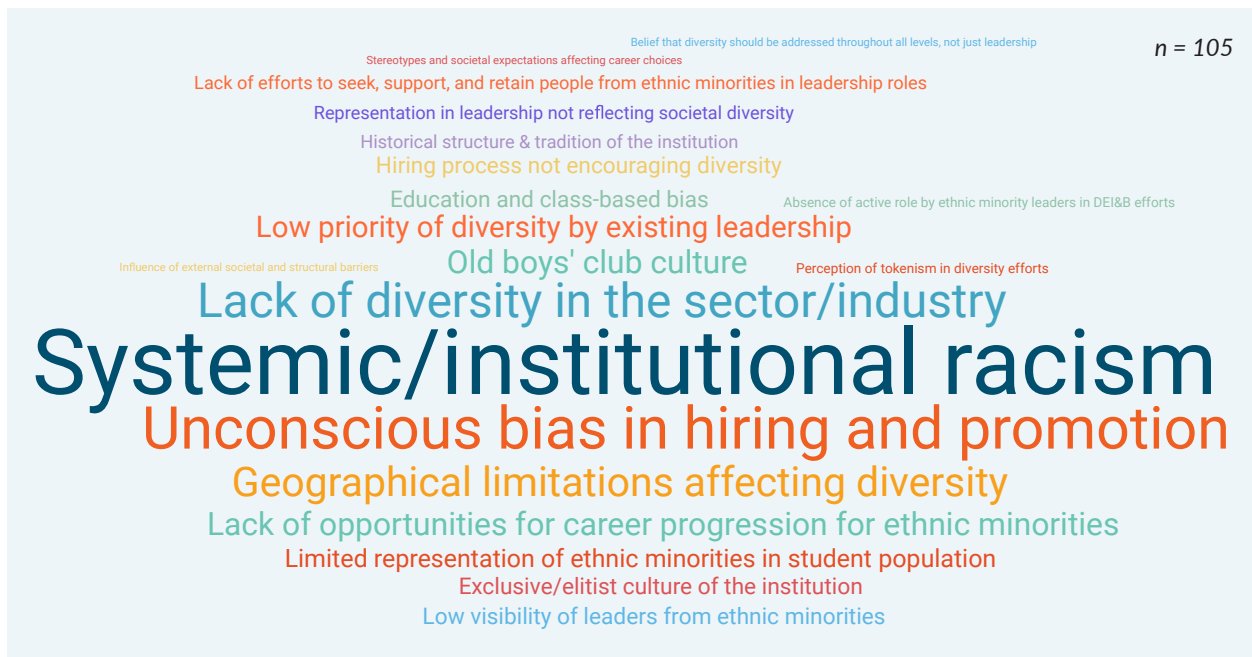 Belief that diversity should be addressed throughout all levels, not just leadership
n = 105
Stereotypes and societal expectations affecting career choices
Lack of efforts to seek, support, and retain people from ethnic minorities in leadership roles
Representation in leadership not reflecting societal diversity
Historical structure & tradition of the institution
Hiring process not encouraging diversity
Education and class-based bias
Absence of active role by ethnic minority leaders in DEI&B efforts
Low priority of diversity by existing leadership
Influence of external societal and structural barriers
Old boys' club culture
Perception of tokenism in diversity efforts
Lack of diversity in the sector/industry
Systemic/institutional racism
Unconscious bias in hiring and promotion
Geographical limitations affecting diversity
Lack of opportunities for career progression for ethnic minorities
Limited representation of ethnic minorities in student population
Exclusive/elitist culture of the institution
Low visibility of leaders from ethnic minorities